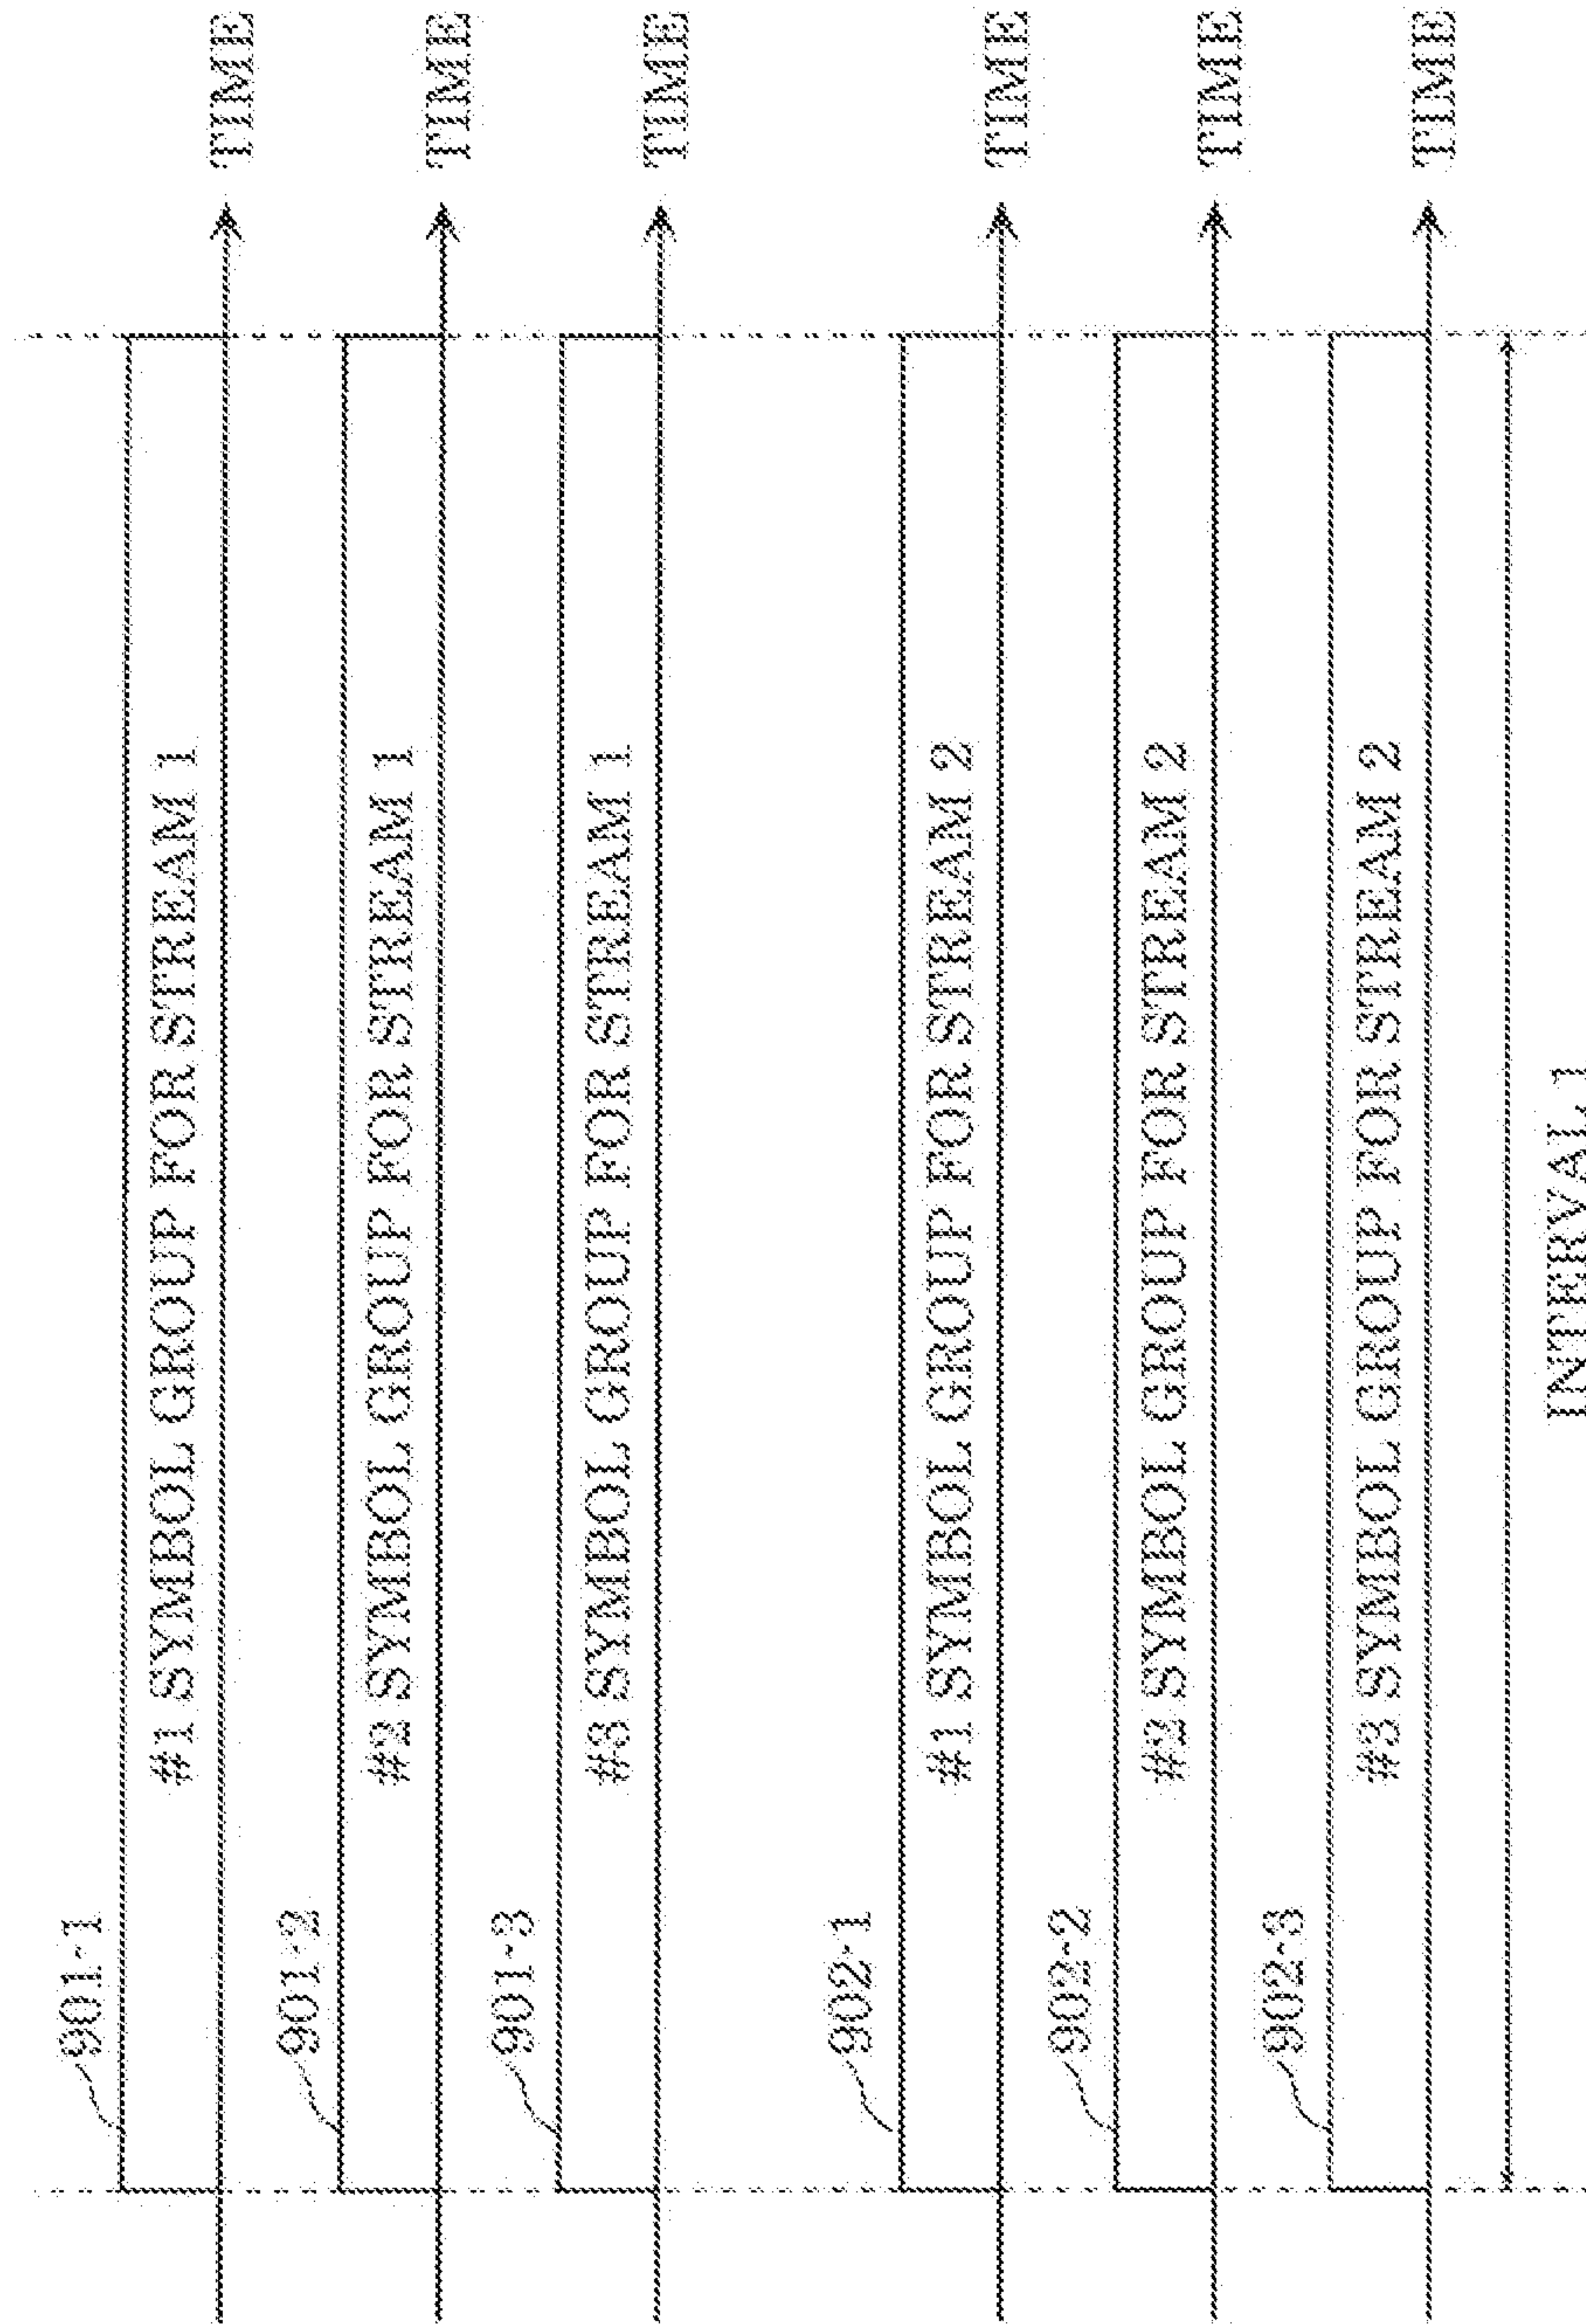 901-1
#1 SYMBOL GROUP FOR STREAM 1
TIME
901-2
#2 SYMBOL GROUP FOR STREAM 1
TIME
901-3
#3 SYMBOL GROUP FOR STREAM 1
TIME
902-1
#1 SYMBOL GROUP FOR STREAM 2
TIME
902-2
#2 SYMBOL GROUP FOR STREAM 2
TIME
902-3
#3 SYMBOL GROUP FOR STREAM 2
TIME
INTERVAL 1